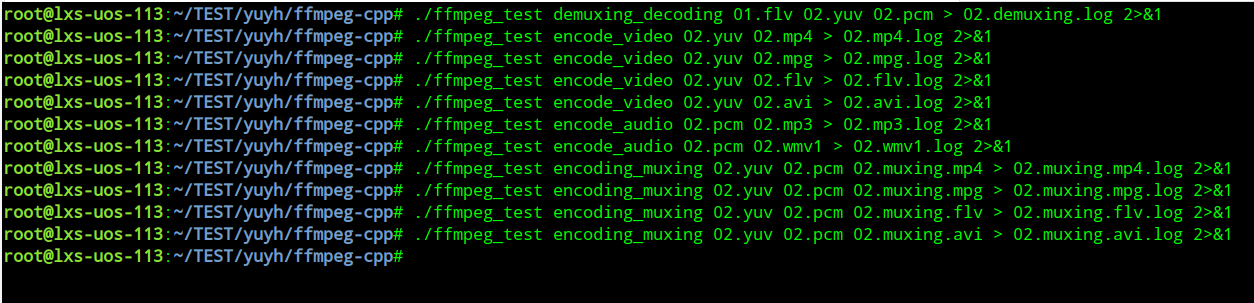 root@lxs-uos-113:~/TEST/yuyh/ffmpeg-cpp# ./ffmpeg_test demuxing_decoding 01.flv 02.yuv 02.pcm > 02.demuxing.log 2>&1
root@lxs-uos-113:~/TEST/yuyh/ffmpeg-cpp# ./ffmpeg_test encode_video 02.yuv 02.mp4 > 02.mp4.log 2>&1
root@lxs-uos-113:~/TEST/yuyh/ffmpeg-cpp# ./ffmpeg_test encode_video 02.yuv 02.mpg > 02.mpg.log 2>&1
root@lxs-uos-113:~/TEST/yuyh/ffmpeg-cpp# ./ffmpeg_test encode_video 02.yuv 02.flv > 02.flv.log 2>&1
root@lxs-uos-113:~/TEST/yuyh/ffmpeg-cpp# ./ffmpeg_test encode_video 02.yuv 02.avi > 02.avi.log 2>&1
root@lxs-uos-113:~/TEST/yuyh/ffmpeg-cpp# ./ffmpeg_test encode_audio 02.pcm 02.mp3 > 02.mp3.log 2>&1
root@lxs-uos-113:~/TEST/yuyh/ffmpeg-cpp# ./ffmpeg_test encode_audio 02.pcm 02.wmv1 > 02.wmv1.log 2>&1
root@lxs-uos-113:~/TEST/yuyh/ffmpeg-cpp# ./ffmpeg_test encoding_muxing 02.yuv 02.pcm 02.muxing.mp4 > 02.muxing.mp4.log 2>&1
root@lxs-uos-113:~/TEST/yuyh/ffmpeg-cpp# ./ffmpeg_test encoding_muxing 02.yuv 02.pcm 02.muxing.mpg > 02.muxing.mpg.log 2>&1
root@lxs-uos-113:~/TEST/yuyh/ffmpeg-cpp# ./ffmpeg_test encoding_muxing 02.yuv 02.pcm 02.muxing.flv > 02.muxing.flv.log 2>&1
root@lxs-uos-113:~/TEST/yuyh/ffmpeg-cpp# ./ffmpeg_test encoding_muxing 02.yuv 02.pcm 02.muxing.avi > 02.muxing.avi.log 2>&1
root@lxs-uos-113:~/TEST/yuyh/ffmpeg-cpp#